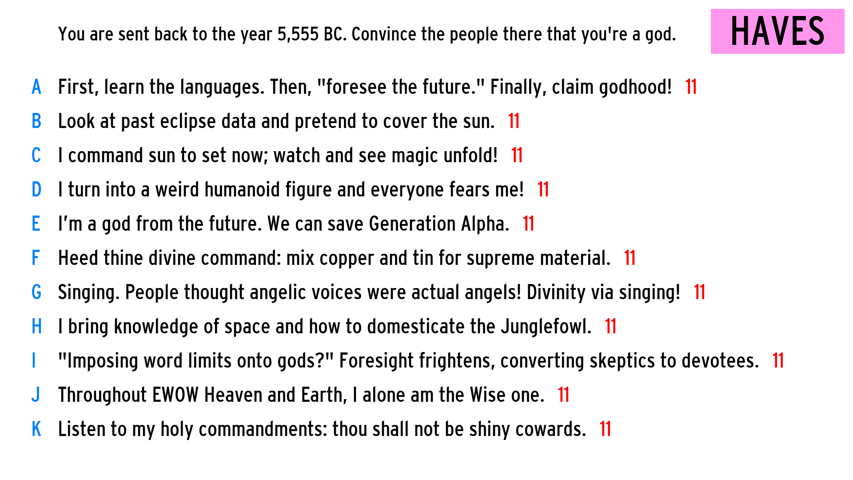 You are sent back to the year 5,555 BC. Convince the people there that you're a god.
HAVES
A First, learn the languages. Then, "foresee the future." Finally, claim godhood! 11
B Look at past eclipse data and pretend to cover the sun. 11
C I command sun to set now; watch and see magic unfold! 11
D I turn into a weird humanoid figure and everyone fears me! 11
E I’m a god from the future. We can save Generation Alpha. 11
F Heed thine divine command: mix copper and tin for supreme material. 11
G Singing. People thought angelic voices were actual angels! Divinity via singing! 11
H I bring knowledge of space and how to domesticate the Junglefowl. 11
I "Imposing word limits onto gods?" Foresight frightens, converting skeptics to devotees. 11
J Throughout EWOW Heaven and Earth, I alone am the Wise one. 11
K Listen to my holy commandments: thou shall not be shiny cowards. 11